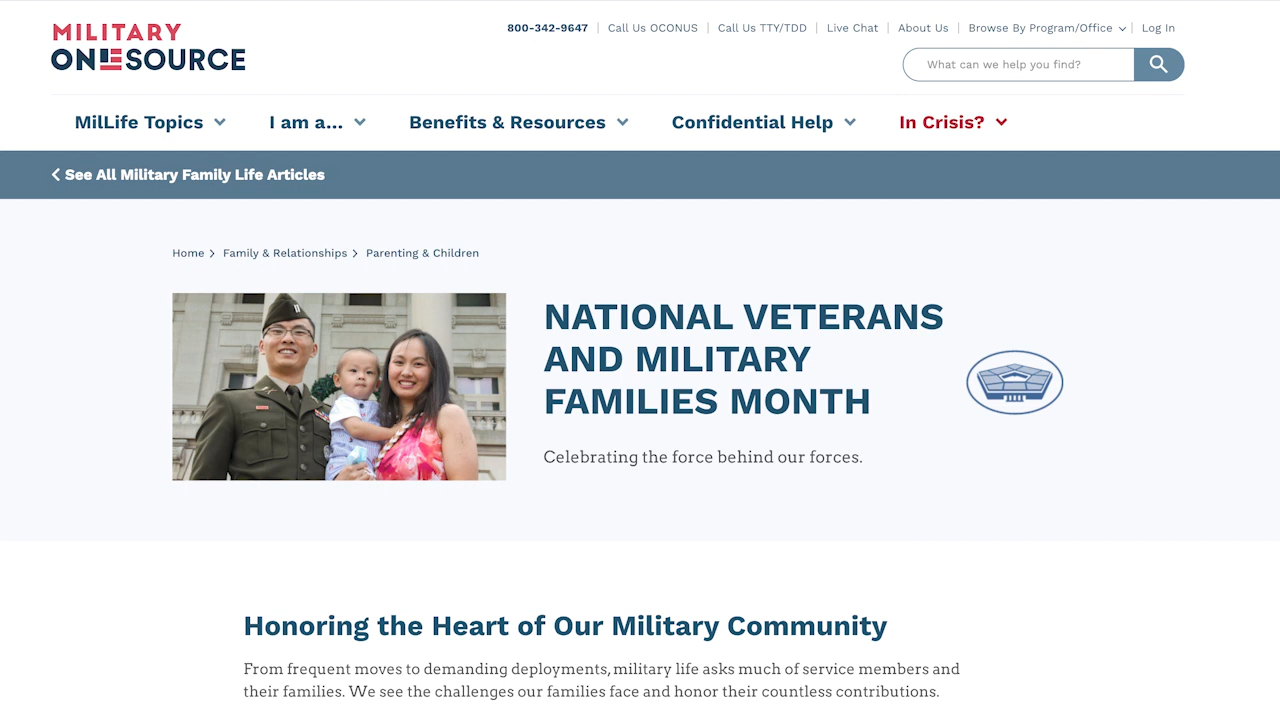 MILITARY
ONESOURCE
800-342-9647 | Call Us OCONUS | Call Us TTY/TDD | Live Chat | About Us | Browse By Program/Office | Log In
What can we help you find?
MilLife Topics
I am a...
Benefits & Resources
Confidential Help
In Crisis?
See All Military Family Life Articles
Home > Family & Relationships > Parenting & Children
NATIONAL VETERANS
AND MILITARY
FAMILIES MONTH
Celebrating the force behind our forces.
Honoring the Heart of Our Military Community
From frequent moves to demanding deployments, military life asks much of service members and
their families. We see the challenges our families face and honor their countless contributions.